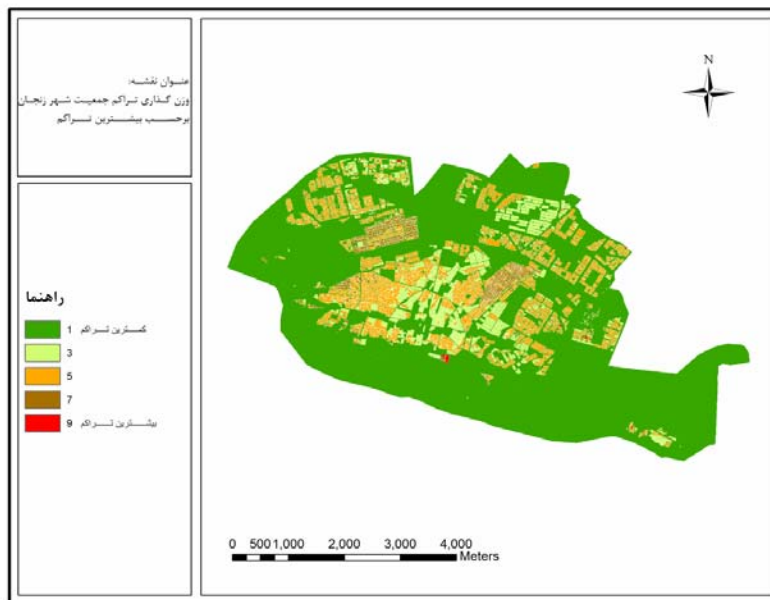 عنوان نقشه:
وزن گذاری تراکم جمعیت شهر زنجان
برحسب بیشترین تراکم
N
راهنما
1 کمترین تراکم
3
5
7
9 بیشترین تراکم
0 500 1,000 2,000 3,000 4,000
Meters